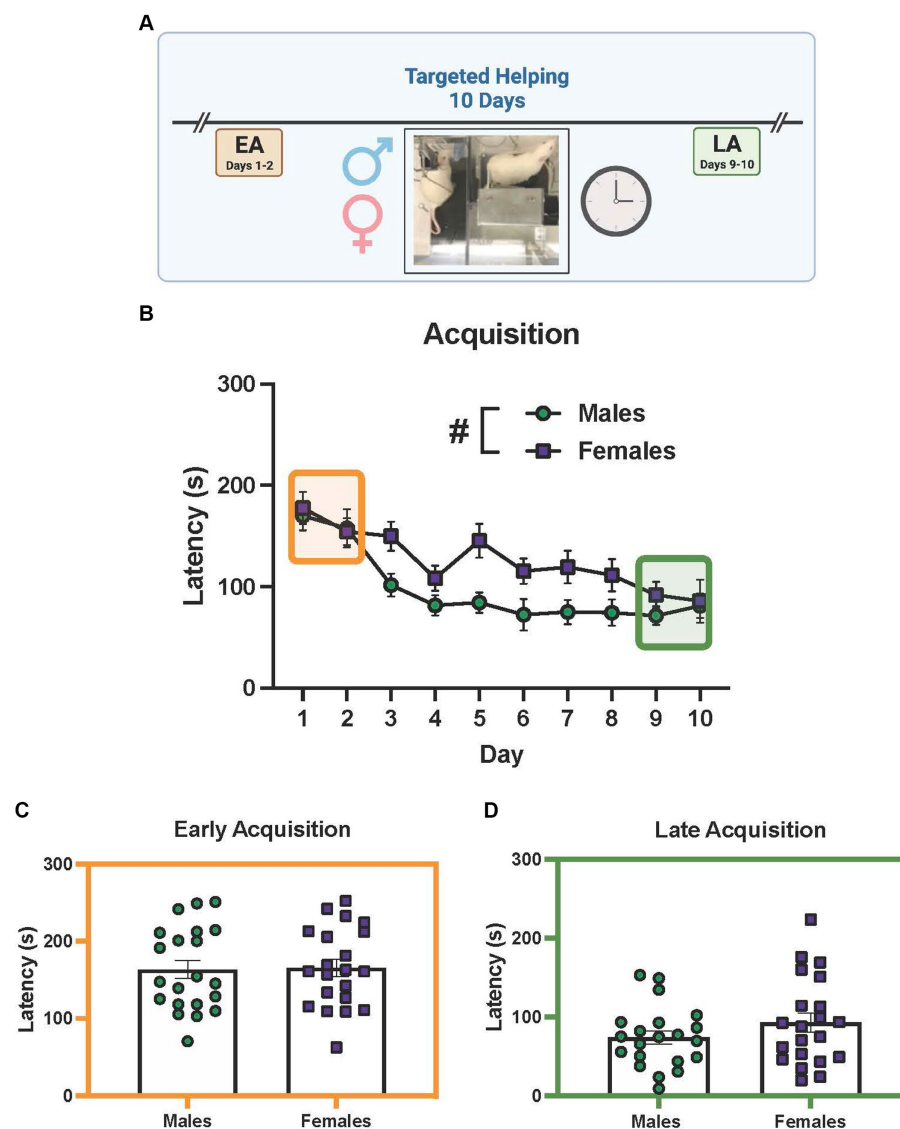 A
Targeted Helping
10 Days
EA
Days 1-2
LA
Days 9-10
B
Acquisition
300
200
100
0
Latency (s)
#
Males
Females
1 2 3 4 5 6 7 8 9 10
Day
C
Early Acquisition
300
200
100
0
Latency (s)
Males Females
D
Late Acquisition
300
200
100
0
Latency (s)
Males Females